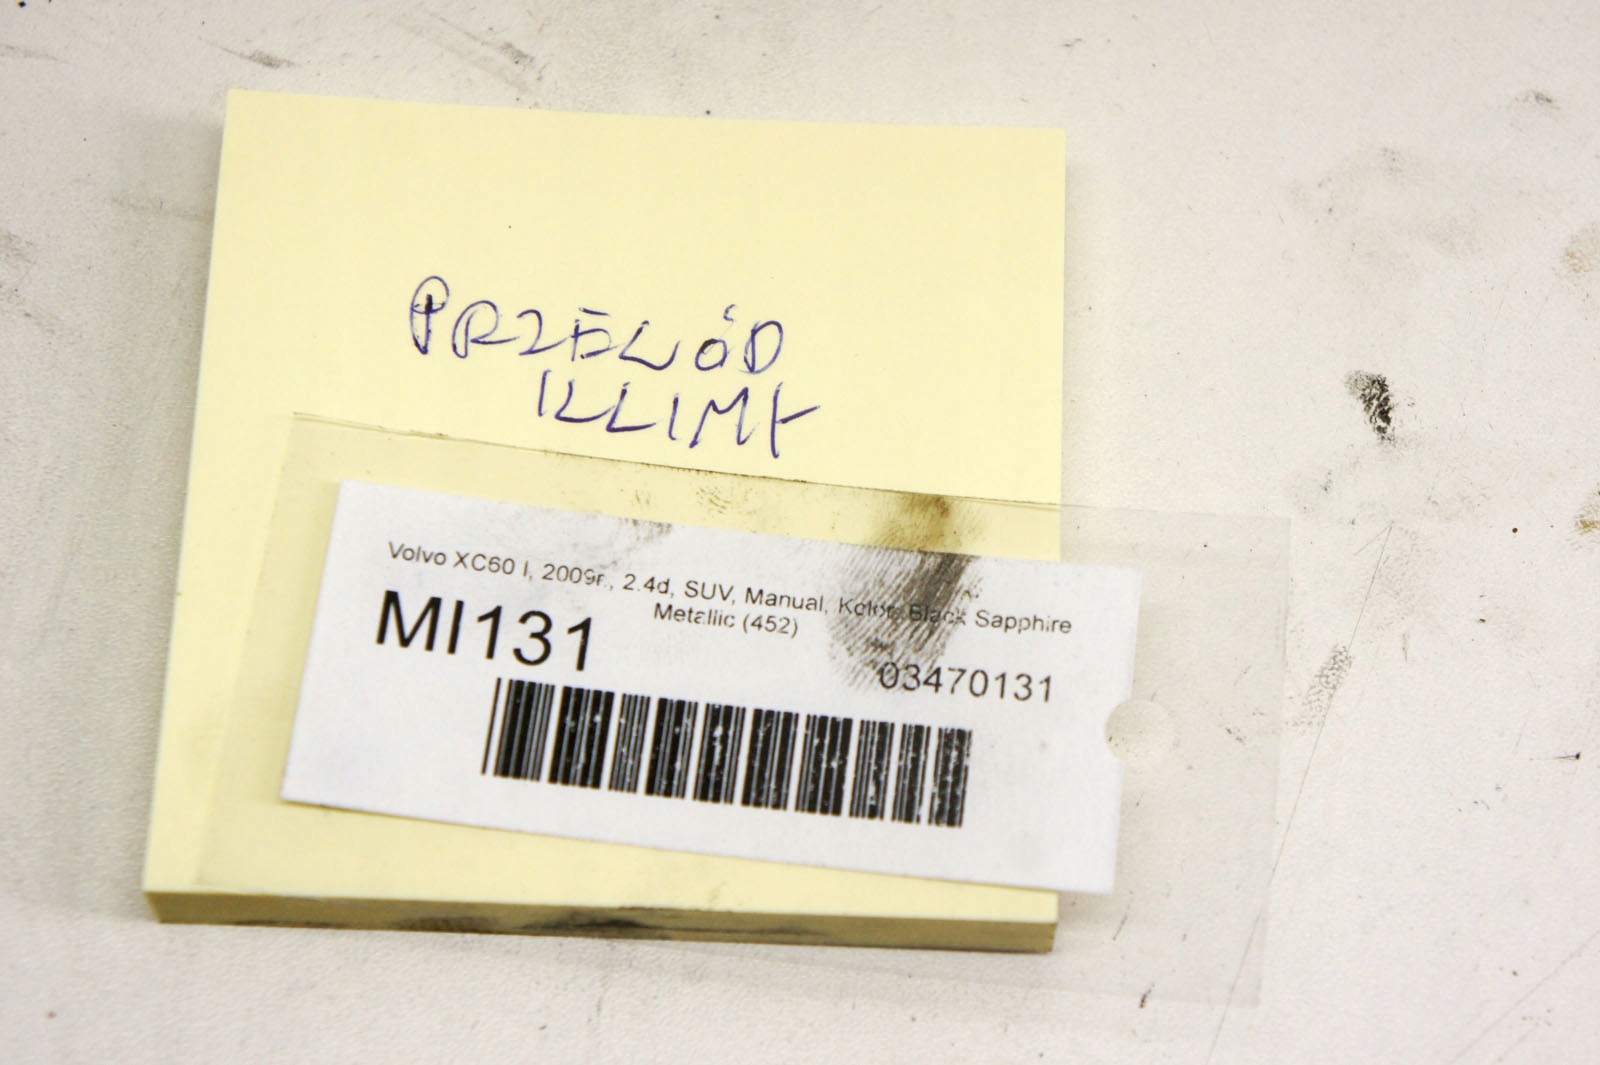 PRZEWÓD
KLIMY
Volvo XC60 I, 2009r., 2.4d, SUV, Manual, Kolor: Black Sapphire
Metallic (452)
MI131
03470131